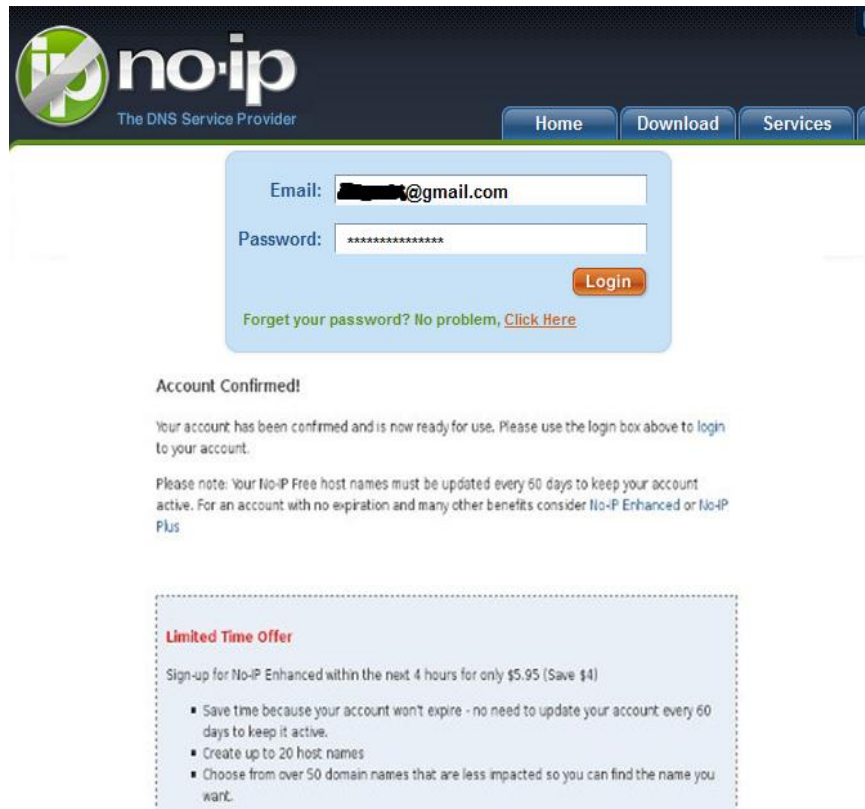 ip no·ip
The DNS Service Provider
Home Download Services
Email: @gmail.com
Password: ***************
Login
Forget your password? No problem, Click Here
Account Confirmed!
Your account has been confirmed and is now ready for use. Please use the login box above to login
to your account.
Please note: Your No-IP Free host names must be updated every 60 days to keep your account
active. For an account with no expiration and many other benefits consider No-IP Enhanced or No-IP
Plus
Limited Time Offer
Sign-up for No-IP Enhanced within the next 4 hours for only $5.95 (Save $4)
▪ Save time because your account won't expire - no need to update your account every 60
days to keep it active.
▪ Create up to 20 host names
▪ Choose from over 50 domain names that are less impacted so you can find the name you
want.